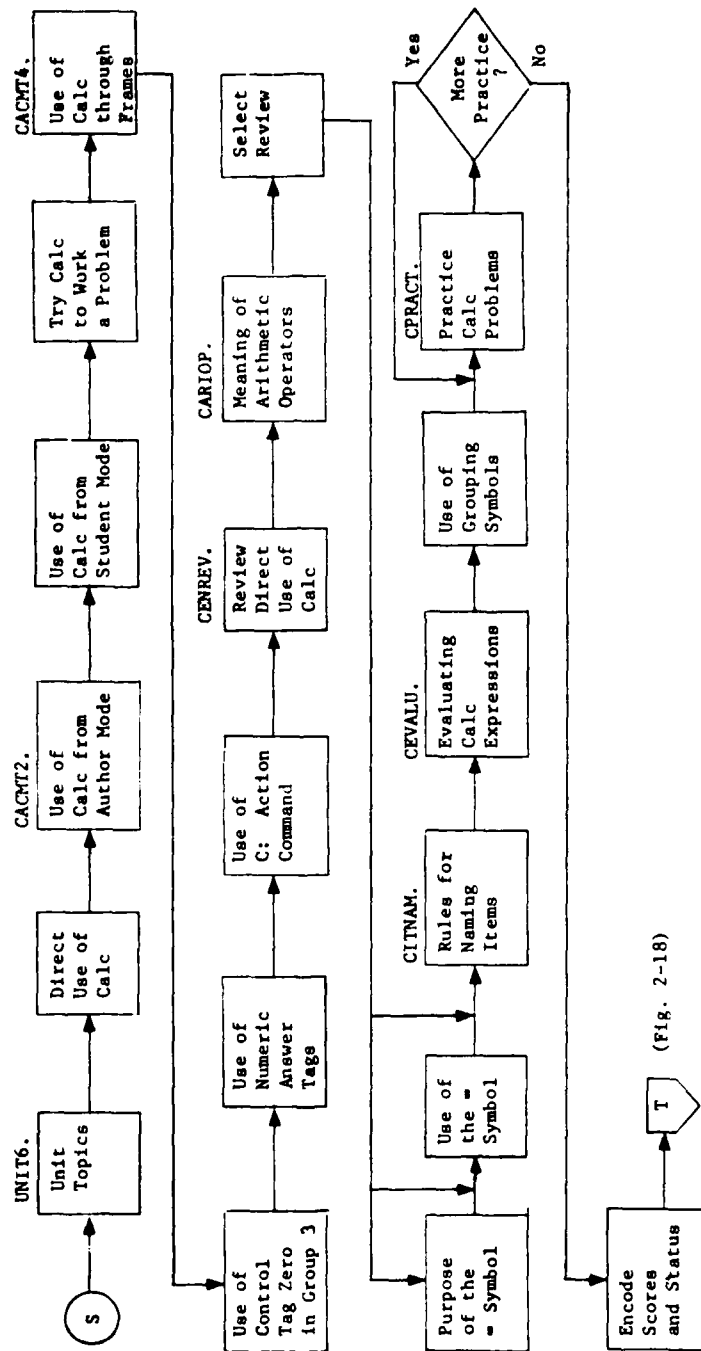 S
UNIT6.
Unit
Topics
Direct
Use of
Calc
CACMT2.
Use of
Calc from
Author Mode
Use of
Calc from
Student Mode
Try Calc
to Work
a Problem
CACMT4.
Use of
Calc
through
Frames
Use of
Control
Tag Zero
in Group 3
Use of
Numeric
Answer
Tags
Use of
C: Action
Command
CENREV.
Review
Direct
Use of
Calc
CARIOP.
Meaning of
Arithmetic
Operators
Select
Review
Purpose
of the
= Symbol
Use of
the =
Symbol
CITNAM.
Rules for
Naming
Items
CEVALU.
Evaluating
Calc
Expressions
Use of
Grouping
Symbols
CPRACT.
Practice
Calc
Problems
More
Practice
?
Yes
No
Encode
Scores
and Status
T
(Fig. 2-18)